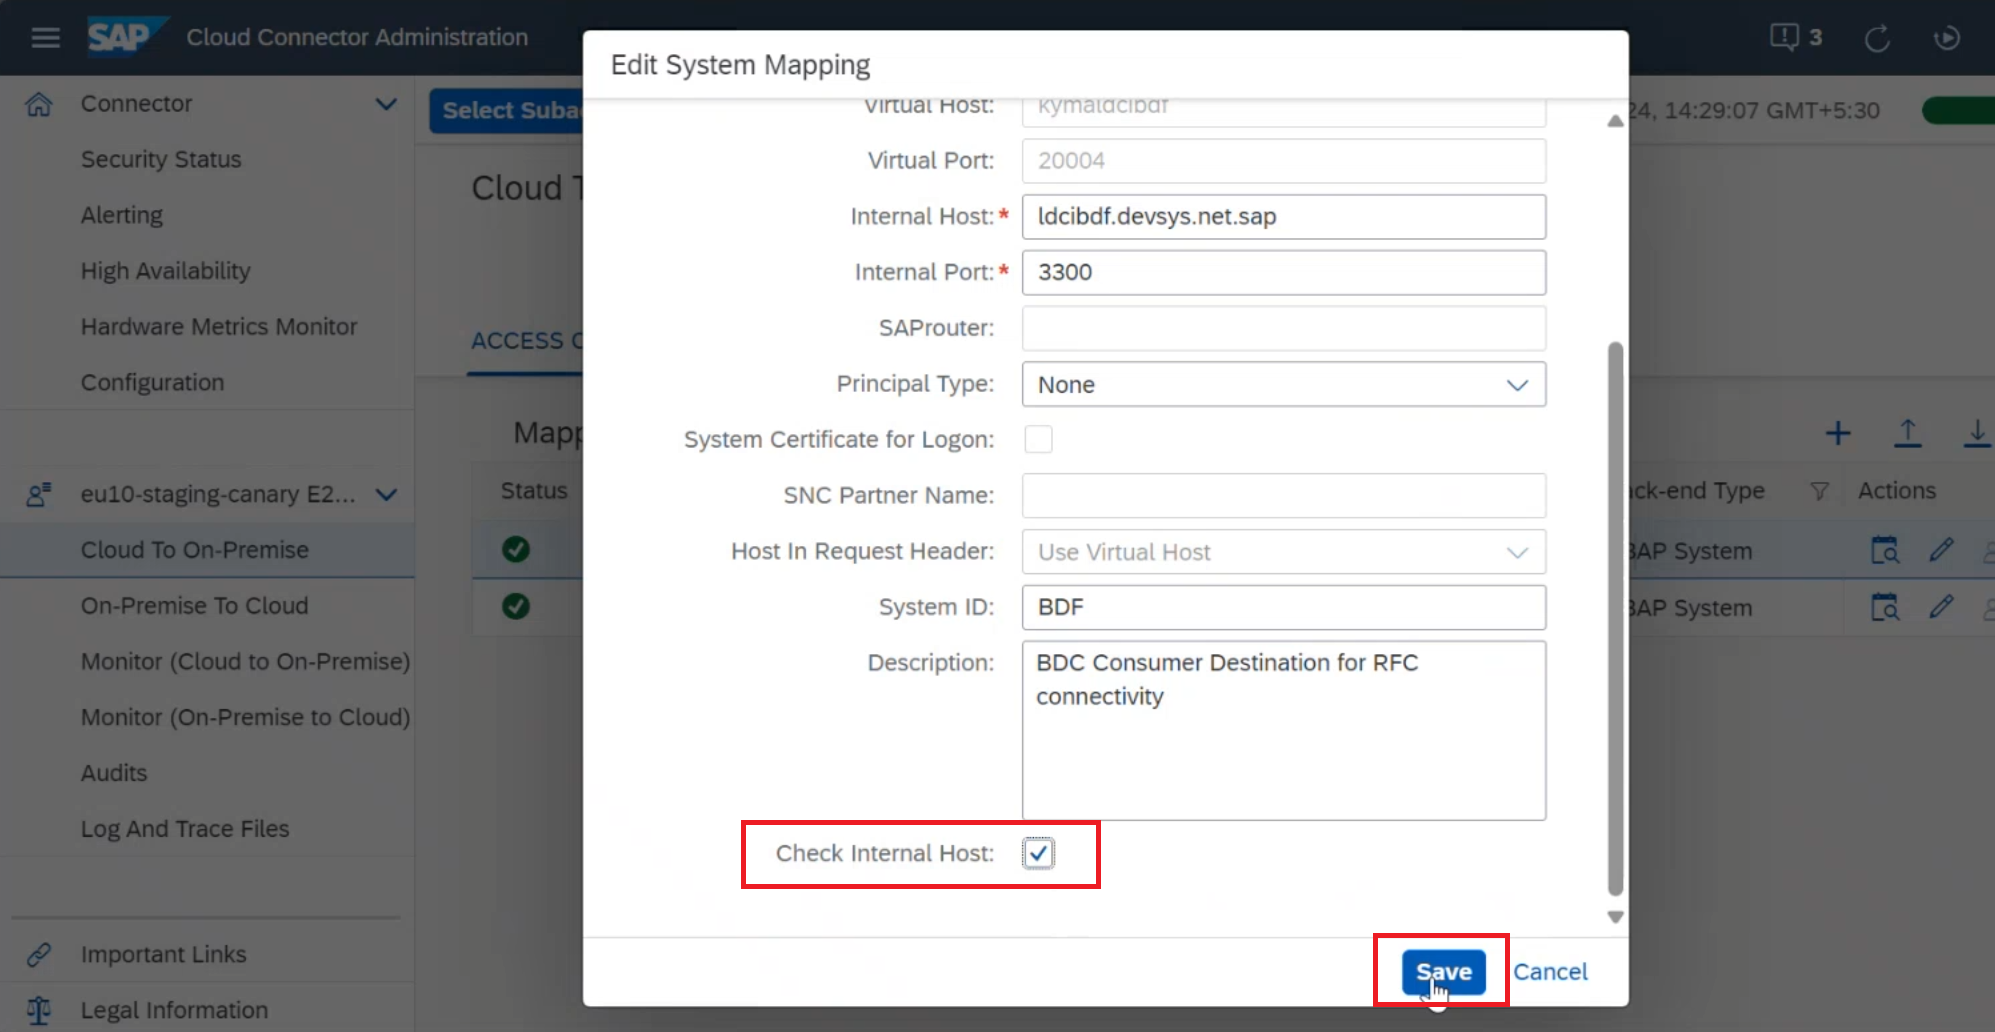 SAP
Cloud Connector Administration
3
Connector
Security Status
Alerting
High Availability
Hardware Metrics Monitor
Configuration
eu10-staging-canary E2...
Cloud To On-Premise
On-Premise To Cloud
Monitor (Cloud to On-Premise)
Monitor (On-Premise to Cloud)
Audits
Log And Trace Files
Important Links
Legal Information
Select Suba
24, 14:29:07 GMT+5:30
Cloud T
ACCESS C
Mapp
Status
ck-end Type
Actions
AP System
AP System
Edit System Mapping
Virtual Host: kymaldcibdf
Virtual Port: 20004
Internal Host:* ldcibdf.devsys.net.sap
Internal Port:* 3300
SAProuter:
Principal Type: None
System Certificate for Logon:
SNC Partner Name:
Host In Request Header: Use Virtual Host
System ID: BDF
Description: BDC Consumer Destination for RFC
connectivity
Check Internal Host:
Save
Cancel